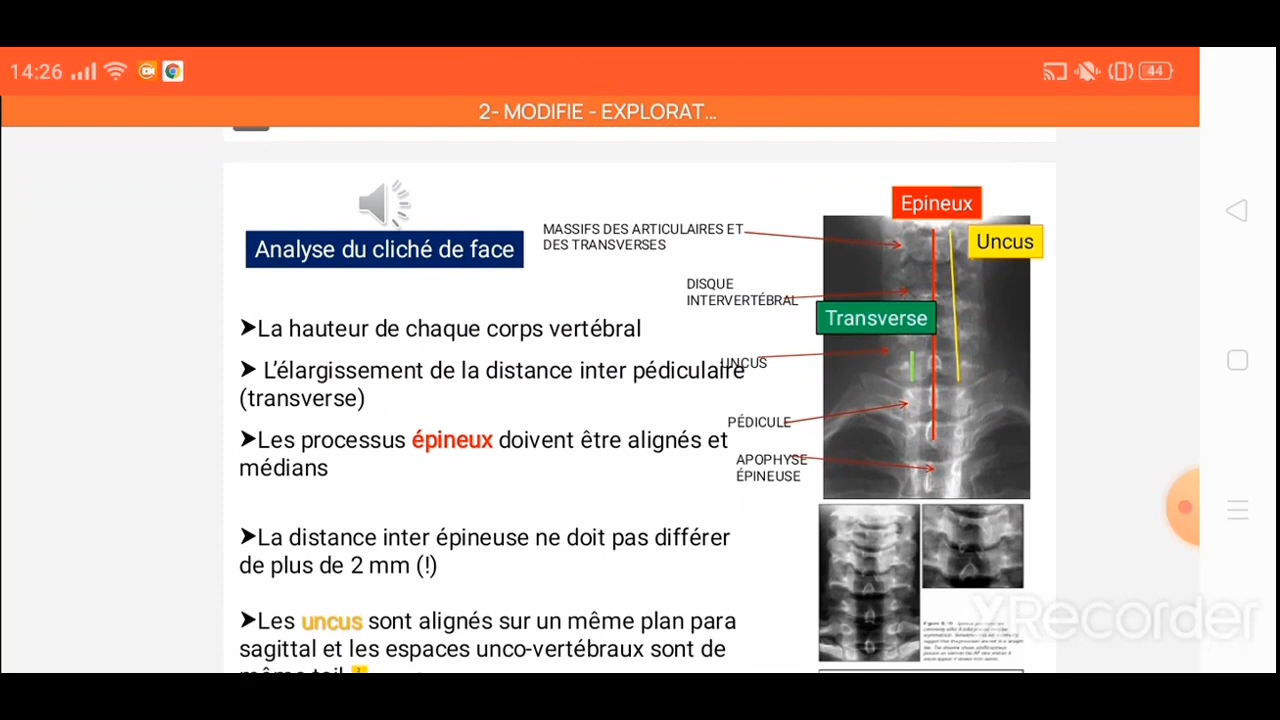 14:26
44
2- MODIFIE - EXPLORAT...
Epineux
Analyse du cliché de face
MASSIFS DES ARTICULAIRES ET
DES TRANSVERSES
Uncus
DISQUE
INTERVERTÉBRAL
Transverse
➤La hauteur de chaque corps vertébral
➤ L'élargissement de la distance inter pédiculaire
(transverse)
UNCUS
➤Les processus épineux doivent être alignés et
médians
PÉDICULE
APOPHYSE
ÉPINEUSE
➤La distance inter épineuse ne doit pas différer
de plus de 2 mm (!)
➤Les uncus sont alignés sur un même plan para
sagittal et les espaces unco-vertébraux sont de
XRecorder